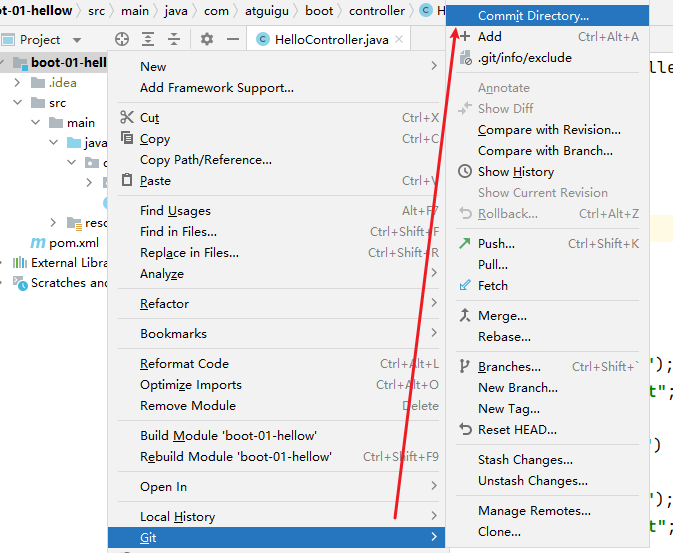 ot-01-hellow > src > main > java > com > atguigu > boot > controller > H
Project
HelloController.java
boot-01-hell
.idea
src
main
java
resc
pom.xml
External Libra
Scratches and
New
Add Framework Support...
Cut Ctrl+X
Copy Ctrl+C
Copy Path/Reference...
Paste Ctrl+V
Find Usages Alt+F7
Find in Files... Ctrl+Shift+F
Replace in Files... Ctrl+Shift+R
Analyze
Refactor
Bookmarks
Reformat Code Ctrl+Alt+L
Optimize Imports Ctrl+Alt+O
Remove Module Delete
Build Module 'boot-01-hellow'
Rebuild Module 'boot-01-hellow' Ctrl+Shift+F9
Open In
Local History
Git
Commit Directory...
Add Ctrl+Alt+A
.git/info/exclude
Annotate
Show Diff
Compare with Revision...
Compare with Branch...
Show History
Show Current Revision
Rollback... Ctrl+Alt+Z
Push... Ctrl+Shift+K
Pull...
Fetch
Merge...
Rebase...
Branches... Ctrl+Shift+`
New Branch...
New Tag...
Reset HEAD...
Stash Changes...
Unstash Changes...
Manage Remotes...
Clone...
lle
");
t";
")
");
t";